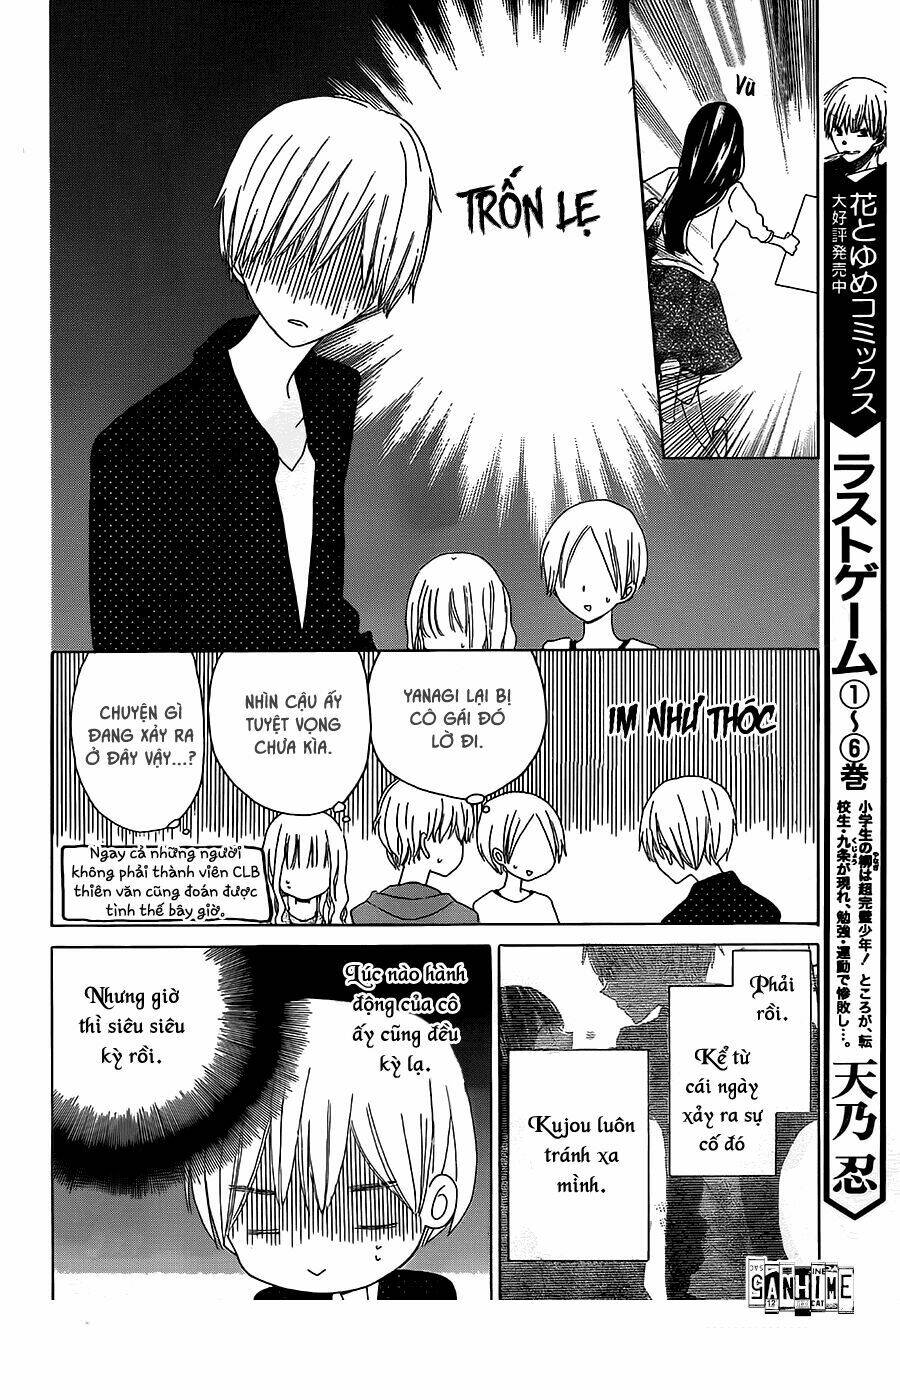 Vù
TRỐN LẸ
IM NHƯ THÓC
YANAGI LẠI BỊ
CÔ GÁI ĐÓ
LỜ ĐI.
NHÌN CẬU ẤY
TUYỆT VỌNG
CHƯA KÌA.
CHUYỆN GÌ
ĐANG XẢY RA
Ở ĐÂY VẬY...?
Ngay cả những người
không phải thành viên CLB
thiên văn cũng đoán được
tình thế bây giờ.
Phải
rồi.
Kể từ
cái ngày
xảy ra sự
cố đó
Kujou luôn
tránh xa
mình.
Lúc nào hành
động của cô
ấy cũng đều
kỳ lạ.
Nhưng giờ
thì siêu siêu
kỳ rồi.
花とゆめコミックス
大好評発売中
ラストゲーム①〜⑥巻
小学生の柳は超完璧少年！ ところが、転
校生・九条が現れ、勉強・運動で惨敗し…。
天乃 忍
SANHIME